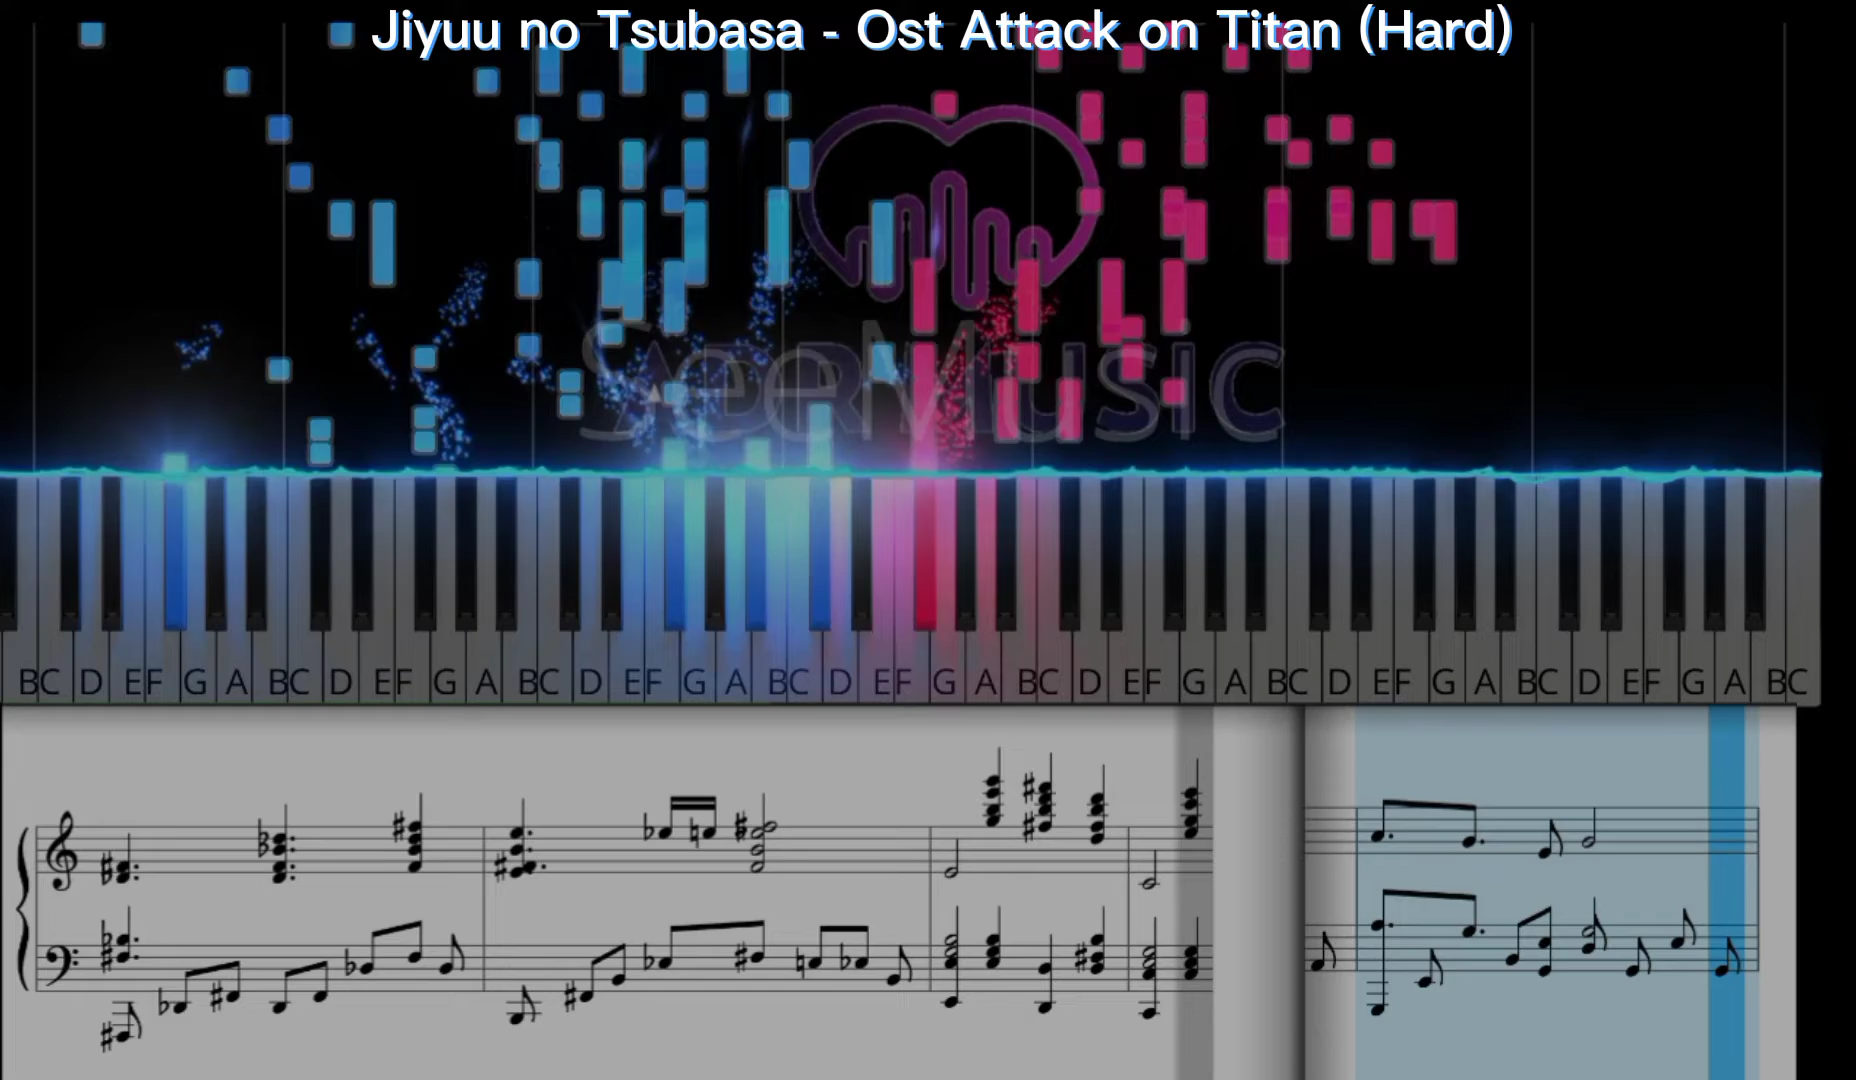 Jiyuu no Tsubasa - Ost Attack on Titan (Hard)
SeeMusic
BC D EF G A BC D EF G A BC D EF G A BC D EF G A BC D EF G A BC D EF G A BC D EF G A BC